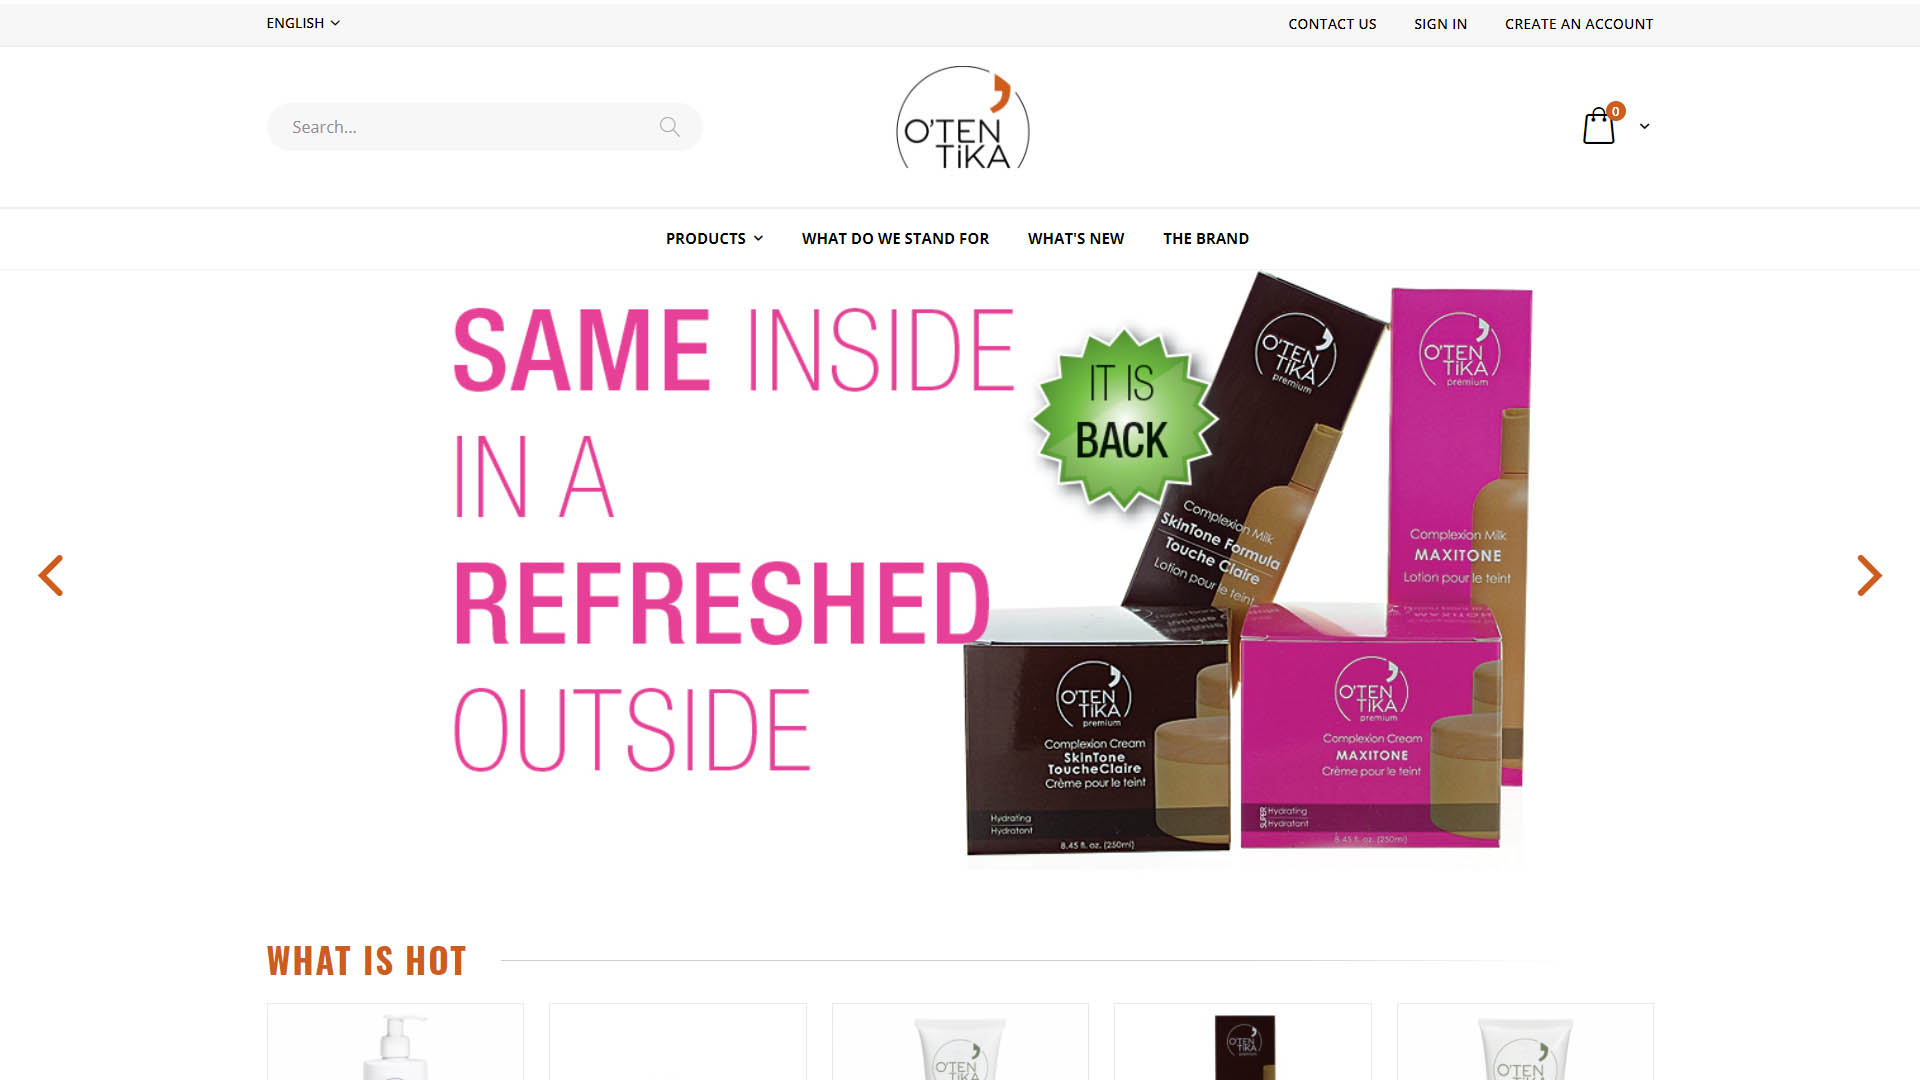 ENGLISH
CONTACT US
SIGN IN
CREATE AN ACCOUNT
Search...
O'TEN
TiKA
0
PRODUCTS
WHAT DO WE STAND FOR
WHAT'S NEW
THE BRAND
SAME INSIDE
IN A
REFRESHED
OUTSIDE
IT IS
BACK
O'TEN
TiKA
premium
Complexion Milk
SkinTone Formula
Touche Claire
Lotion pour le teint
O'TEN
TiKA
premium
Complexion Milk
MAXITONE
Lotion pour le teint
O'TEN
TiKA
premium
Complexion Cream
SkinTone
ToucheClaire
Crème pour le teint
Hydrating
Hydratant
8.45 fl. oz. (250ml)
O'TEN
TiKA
premium
Complexion Cream
MAXITONE
Crème pour le teint
SUPER
Hydrating
Hydratant
8.45 fl. oz. (250ml)
WHAT IS HOT
O'TEN
TiKA
O'TEN
TiKA
premium
O'TEN
TiKA